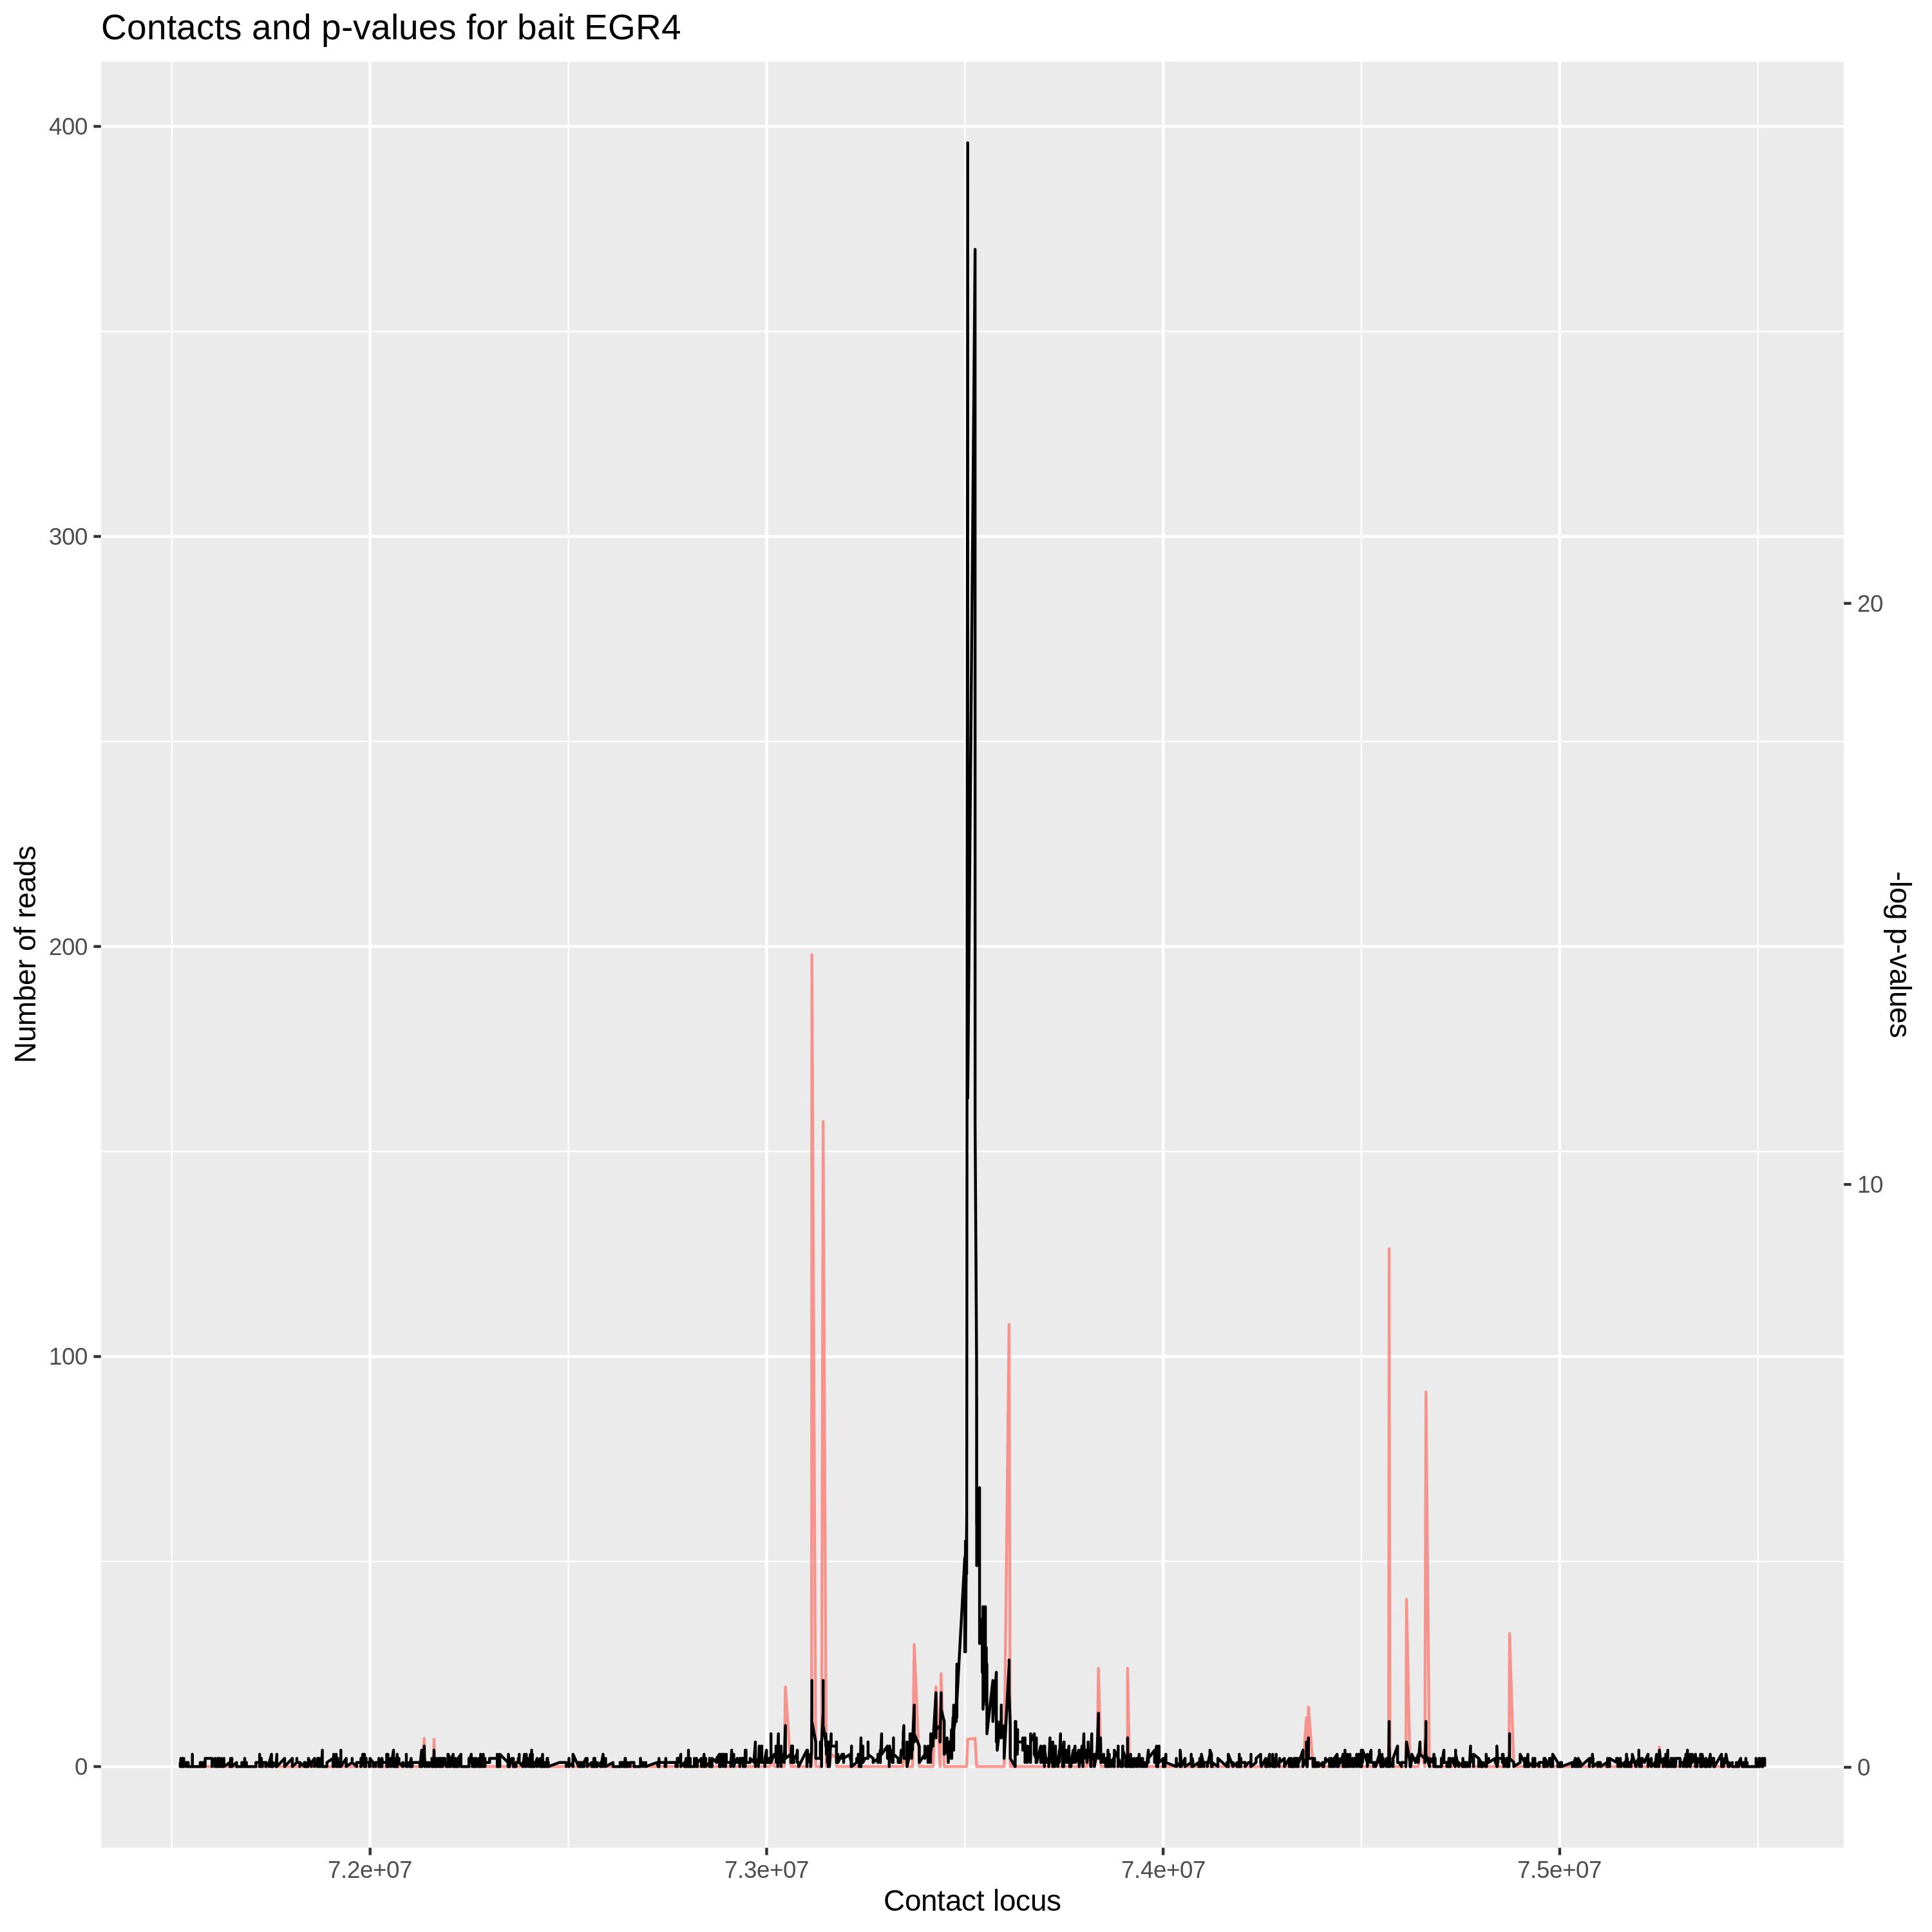 Contacts and p-values for bait EGR4
400
300
200
100
0
Number of reads
20
10
0
-log p-values
7.2e+07
7.3e+07
7.4e+07
7.5e+07
Contact locus